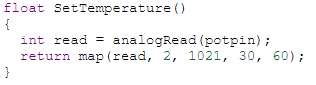 float SetTemperature()
{
  int read = analogRead(potpin);
  return map(read, 2, 1021, 30, 60);
}